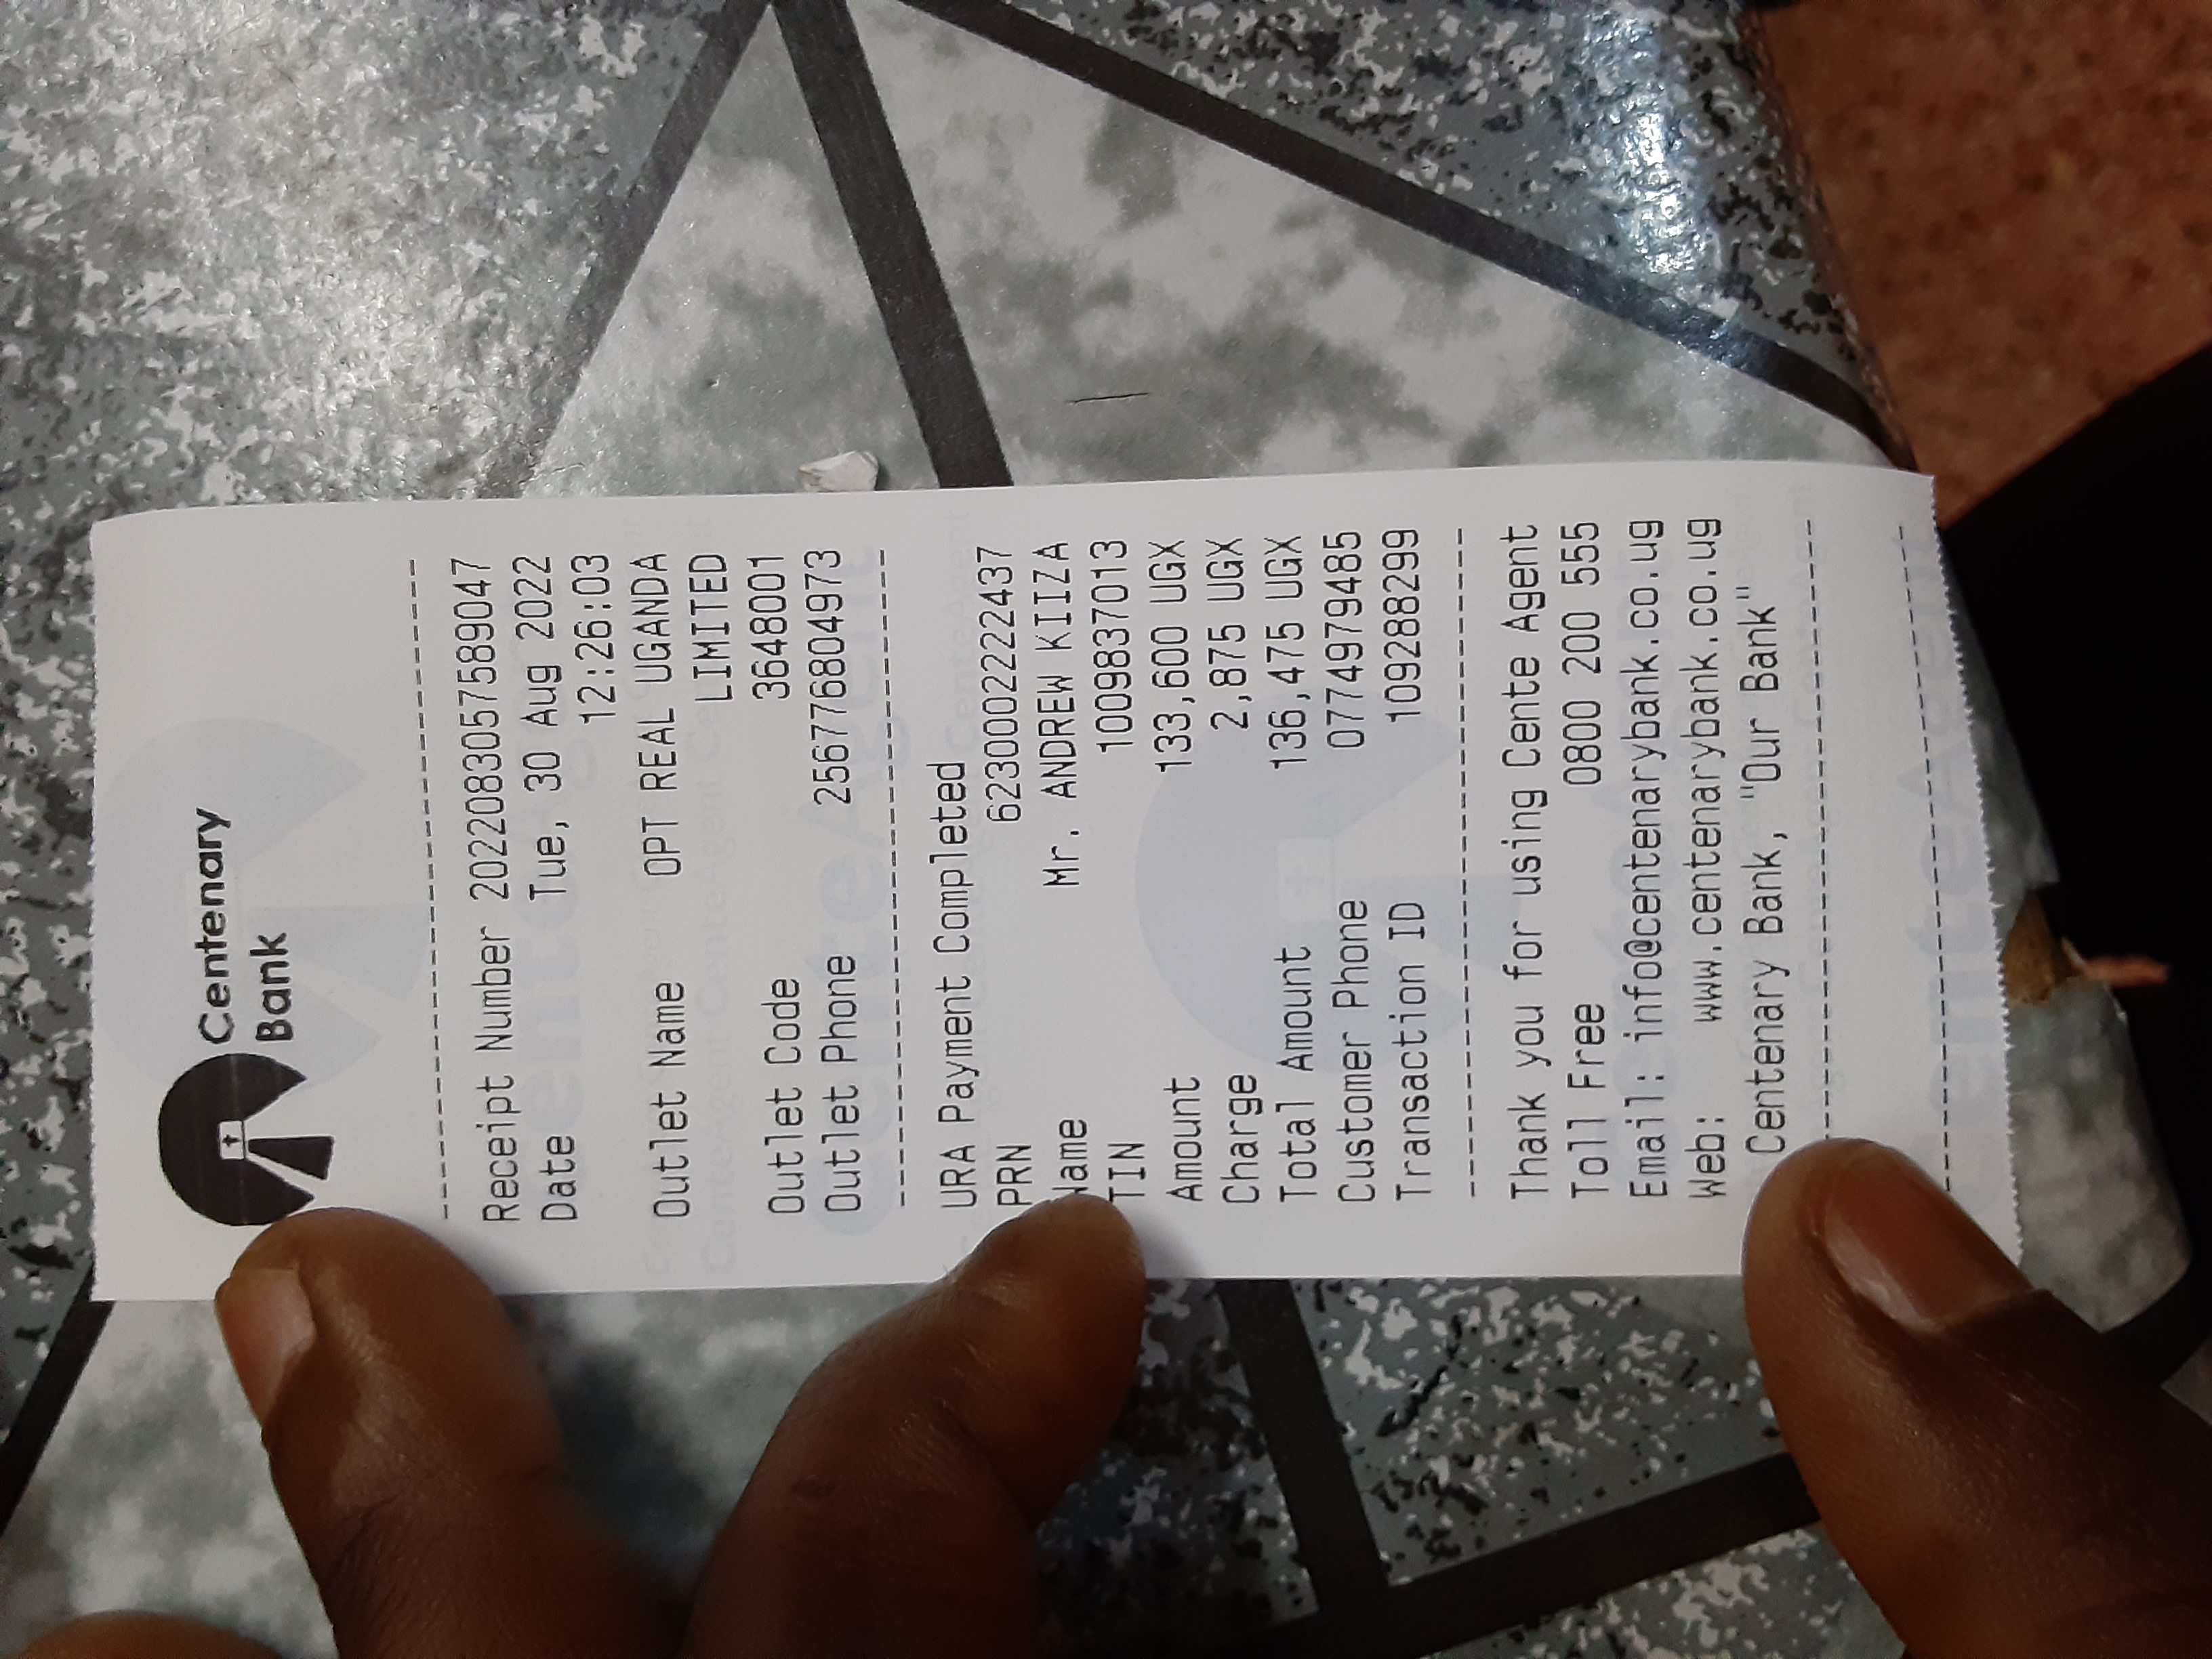 Centenary
Bank
Receipt Number 2022083057589047
Date Tue, 30 Aug 2022
12:26:03
Outlet Name OPT REAL UGANDA
LIMITED
Outlet Code 3648001
Outlet Phone 256776804973
URA Payment Completed
PRN 6230002222437
Name Mr. ANDREW KIIZA
TIN 1009837013
Amount 133,600 UGX
Charge 2,875 UGX
Total Amount 136,475 UGX
Customer Phone 0774979485
Transaction ID 109288299
Thank you for using Cente Agent
Toll Free 0800 200 555
Email: info@centenarybank.co.ug
Web: www.centenarybank.co.ug
Centenary Bank, "Our Bank"